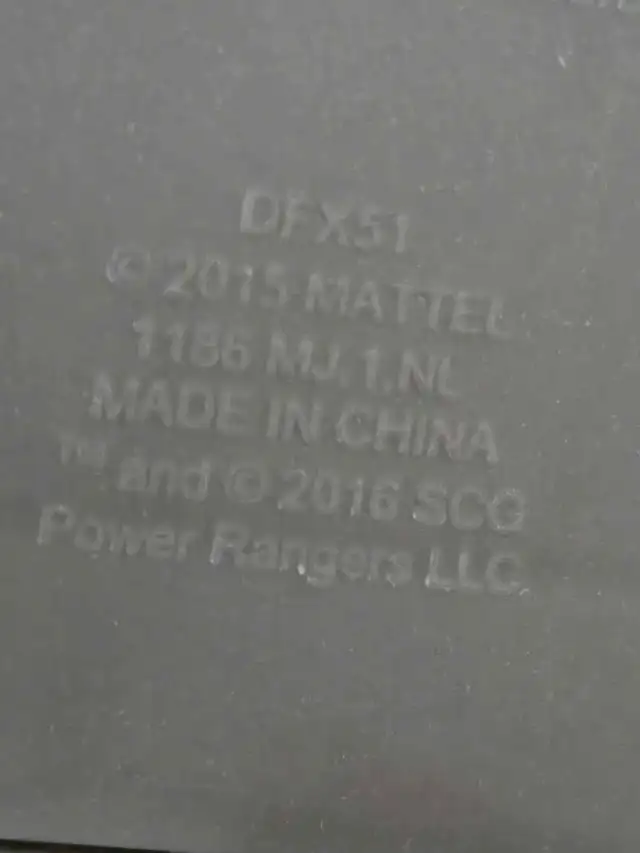 DFX51
© 2015 MATTEL
1186 MJ,1,NL
MADE IN CHINA
™ and © 2016 SCG
Power Rangers LLC